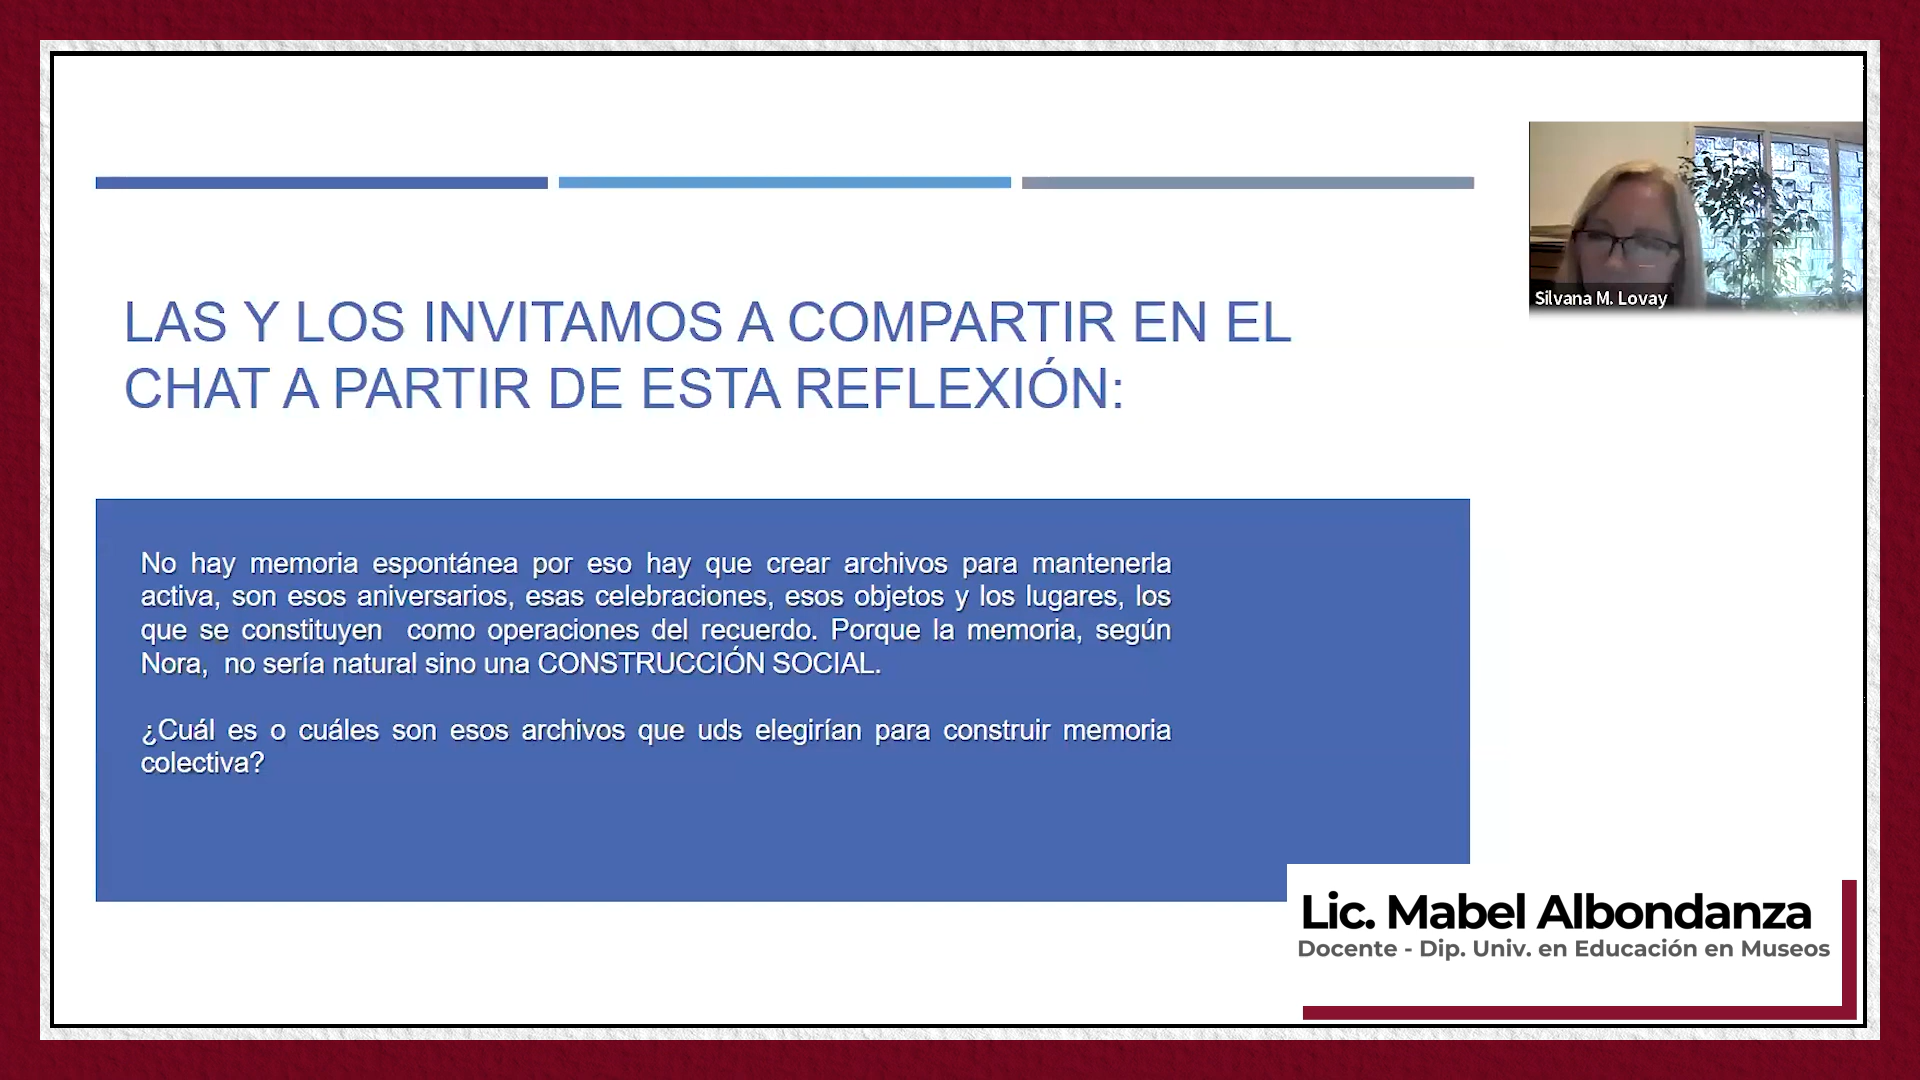 LAS Y LOS INVITAMOS A COMPARTIR EN EL
CHAT A PARTIR DE ESTA REFLEXIÓN:
Silvana M. Lovay
No hay memoria espontánea por eso hay que crear archivos para mantenerla
activa, son esos aniversarios, esas celebraciones, esos objetos y los lugares, los
que se constituyen como operaciones del recuerdo. Porque la memoria, según
Nora, no sería natural sino una CONSTRUCCIÓN SOCIAL.
¿Cuál es o cuáles son esos archivos que uds elegirían para construir memoria
colectiva?
Lic. Mabel Albondanza
Docente - Dip. Univ. en Educación en Museos